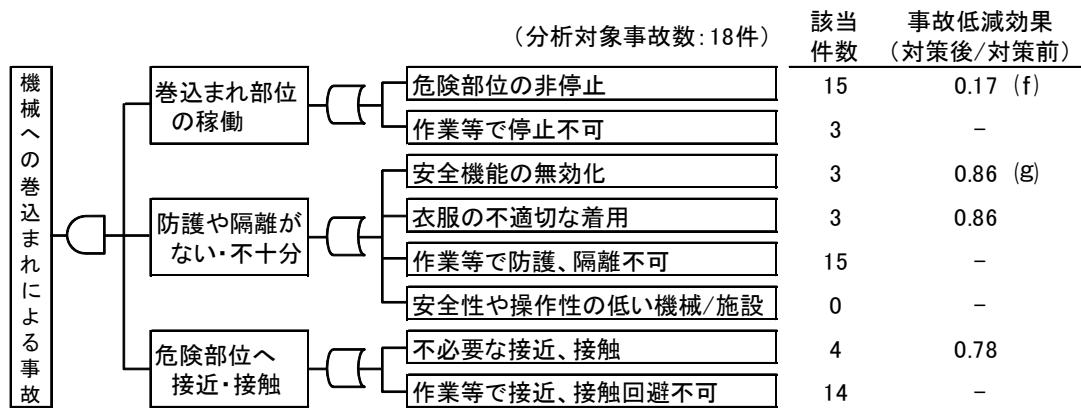 （分析対象事故数：18件）
該当件数
事故低減効果（対策後/対策前）
機械への巻込まれによる事故
巻込まれ部位
の稼働
危険部位の非停止 15 0.17 (f)
作業等で停止不可 3 －
防護や隔離が
ない・不十分
安全機能の無効化 3 0.86 (g)
衣服の不適切な着用 3 0.86
作業等で防護、隔離不可 15 －
安全性や操作性の低い機械/施設 0 －
危険部位へ
接近・接触
不必要な接近、接触 4 0.78
作業等で接近、接触回避不可 14 －